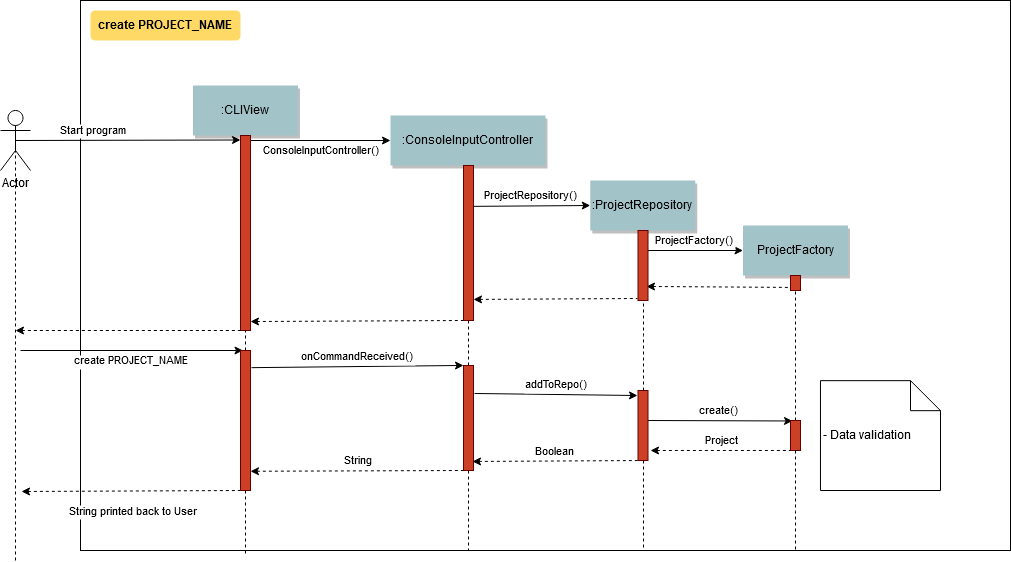 create PROJECT_NAME
:CLIView
Start program
:ConsoleInputController
ConsoleInputController()
Actor
ProjectRepository()
:ProjectRepository
ProjectFactory()
ProjectFactory
create PROJECT_NAME
onCommandReceived()
addToRepo()
create()
- Data validation
Project
Boolean
String
String printed back to User